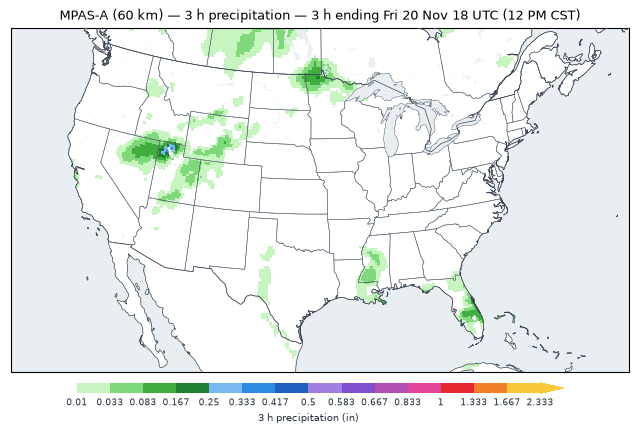 MPAS-A (60 km) — 3 h precipitation — 3 h ending Fri 20 Nov 18 UTC (12 PM CST)
0.01 0.033 0.083 0.167 0.25 0.333 0.417 0.5 0.583 0.667 0.833 1 1.333 1.667 2.333
3 h precipitation (in)